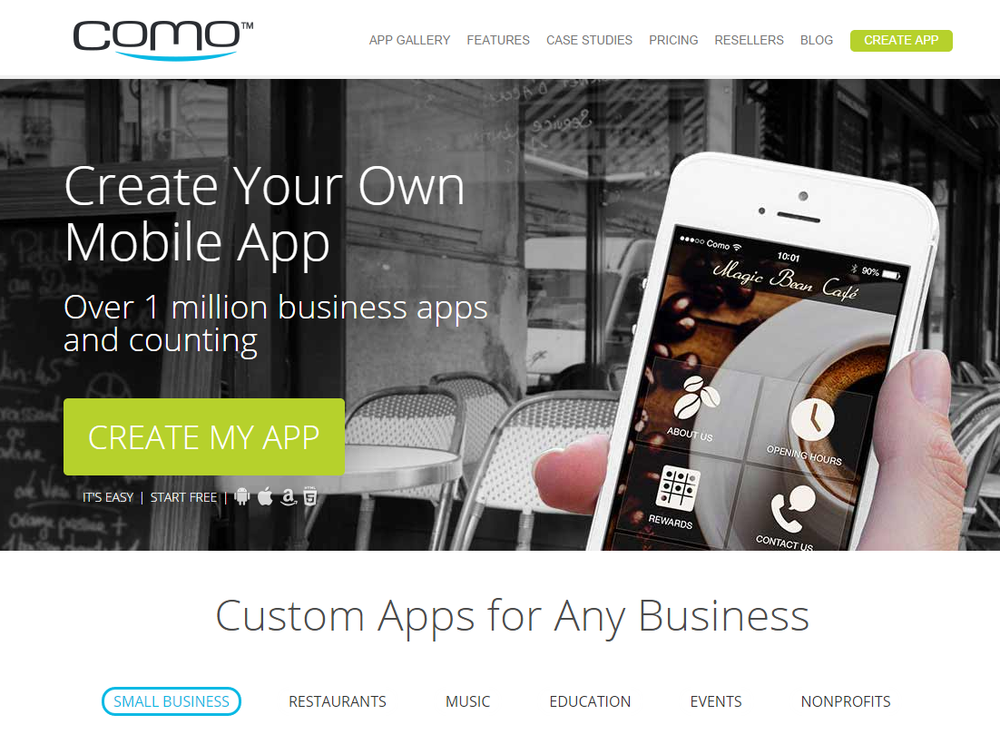 como™
APP GALLERY FEATURES CASE STUDIES PRICING RESELLERS BLOG CREATE APP
Create Your Own
Mobile App
Over 1 million business apps
and counting
CREATE MY APP
IT'S EASY | START FREE |
HTML
5
Como
10:01
90%
Magic Bean Café
ABOUT US
OPENING HOURS
REWARDS
CONTACT US
Custom Apps for Any Business
SMALL BUSINESS RESTAURANTS MUSIC EDUCATION EVENTS NONPROFITS